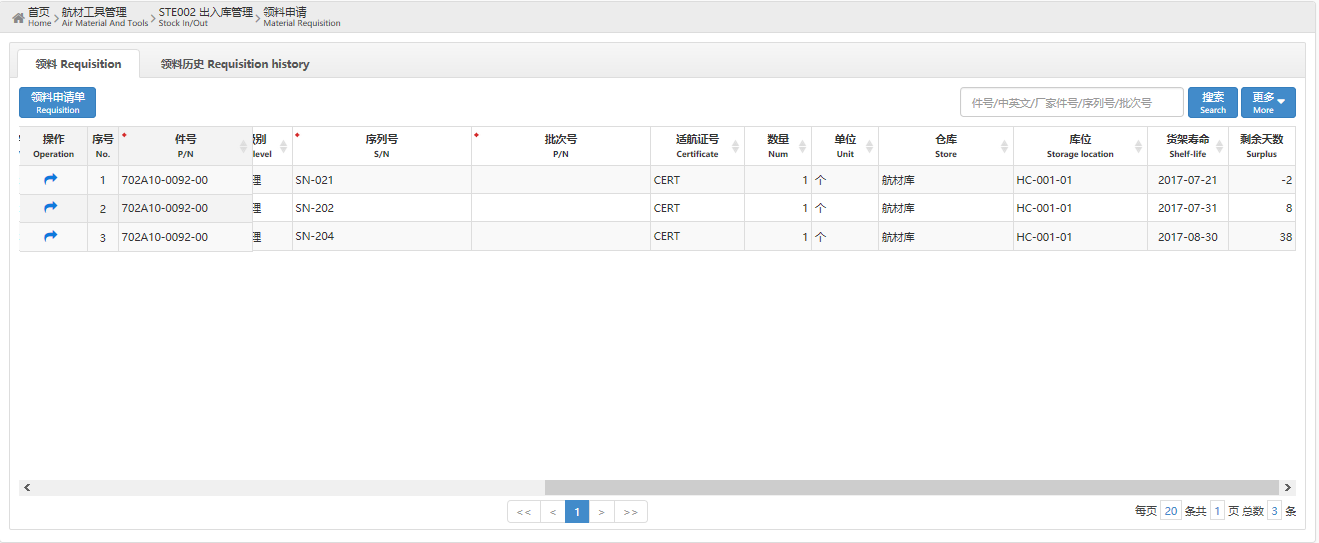 首页 航材工具管理 STE002 出入库管理 领料申请
Home Air Material And Tools Stock In/Out Material Requisition
领料 Requisition 领料历史 Requisition history
领料申请单
Requisition
件号/中英文/厂家件号/序列号/批次号
搜索
Search
更多
More
操作 序号 * 件号 级别 * 序列号 * 批次号 适航证号 数量 单位 仓库 库位 货架寿命 剩余天数
Operation No. P/N level S/N P/N Certificate Num Unit Store Storage location Shelf-life Surplus
1 702A10-0092-00 理 SN-021 CERT 1 个 航材库 HC-001-01 2017-07-21 -2
2 702A10-0092-00 理 SN-202 CERT 1 个 航材库 HC-001-01 2017-07-31 8
3 702A10-0092-00 理 SN-204 CERT 1 个 航材库 HC-001-01 2017-08-30 38
<< < 1 > >>
每页 20 条共 1 页 总数 3 条